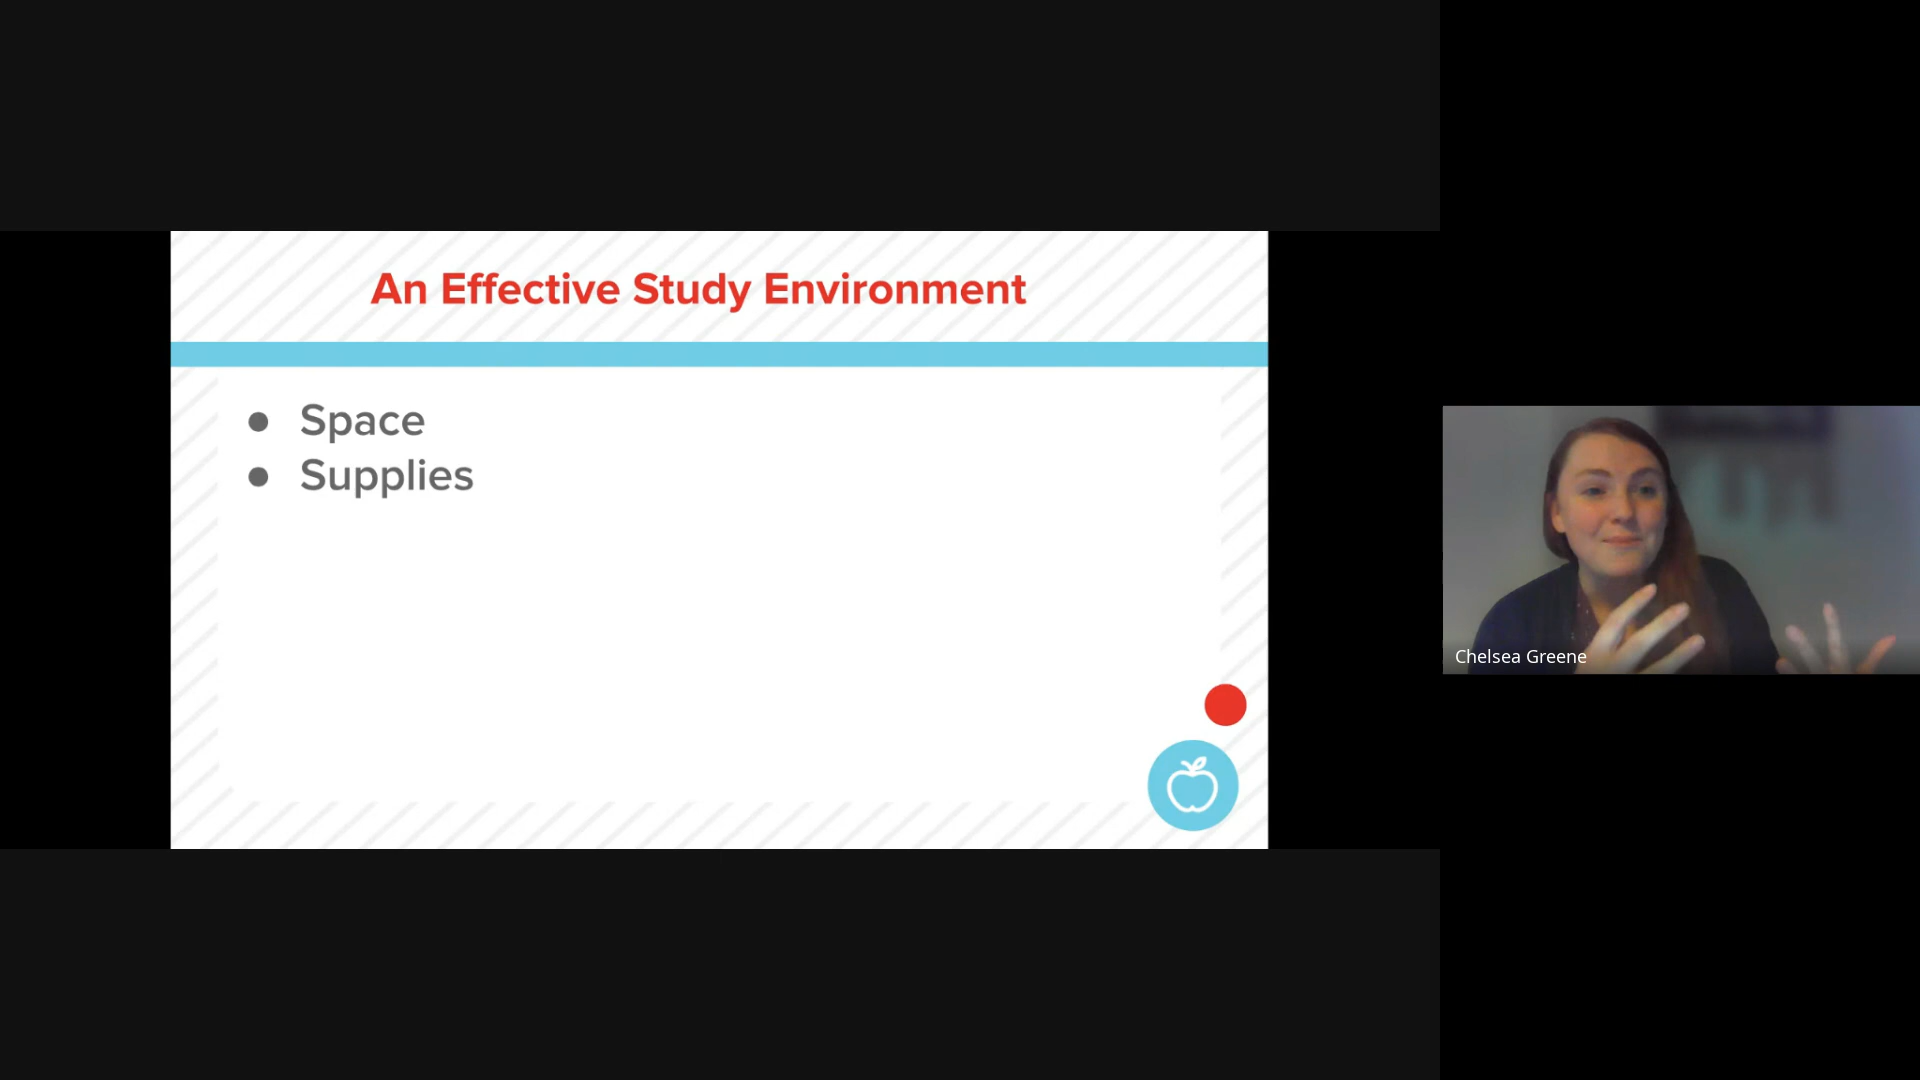 An Effective Study Environment
● Space
● Supplies
Chelsea Greene